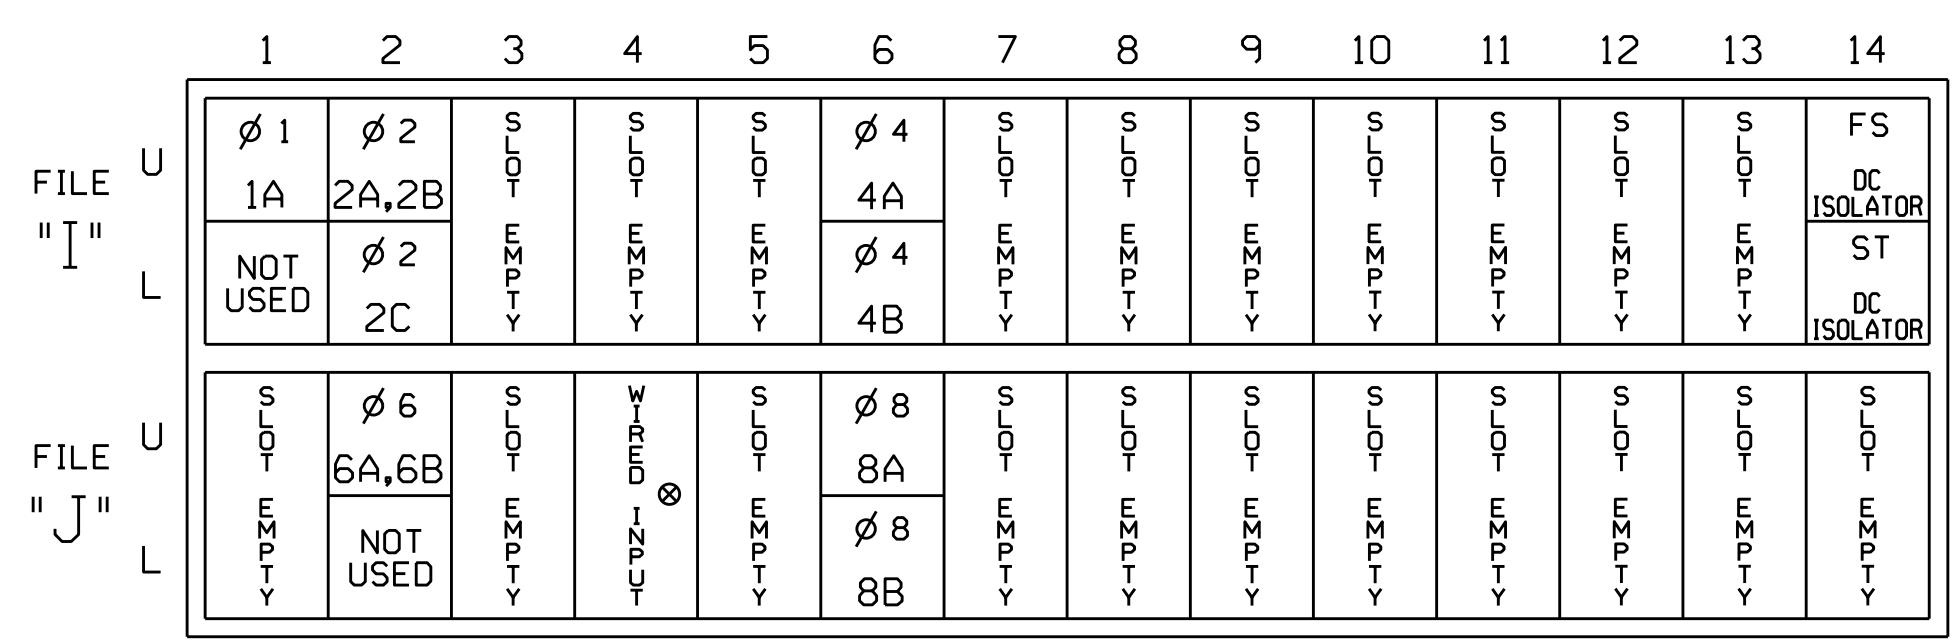 1 2 3 4 5 6 7 8 9 10 11 12 13 14
FILE "I"
U
L
ø 1
1A
NOT
USED
ø 2
2A,2B
ø 2
2C
SLOT EMPTY
SLOT EMPTY
SLOT EMPTY
ø 4
4A
ø 4
4B
SLOT EMPTY
SLOT EMPTY
SLOT EMPTY
SLOT EMPTY
SLOT EMPTY
SLOT EMPTY
SLOT EMPTY
FS
DC
ISOLATOR
ST
DC
ISOLATOR
FILE "J"
U
L
SLOT EMPTY
ø 6
6A,6B
NOT
USED
SLOT EMPTY
WIRED INPUT
⊗
SLOT EMPTY
ø 8
8A
ø 8
8B
SLOT EMPTY
SLOT EMPTY
SLOT EMPTY
SLOT EMPTY
SLOT EMPTY
SLOT EMPTY
SLOT EMPTY
SLOT EMPTY